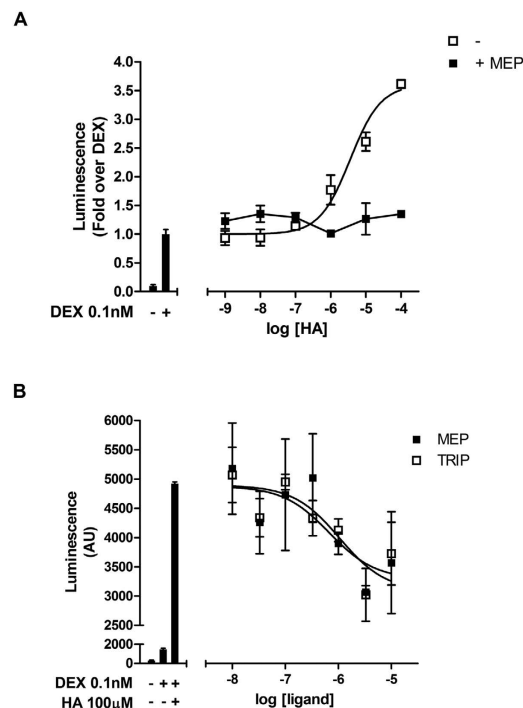 A
-
+ MEP
Luminescence
(Fold over DEX)
4.0
3.5
3.0
2.5
2.0
1.5
1.0
0.5
0.0
DEX 0.1nM - +
-9 -8 -7 -6 -5 -4
log [HA]
B
MEP
TRIP
Luminescence
(AU)
6000
5500
5000
4500
4000
3500
3000
2500
2000
0
DEX 0.1nM - + +
HA 100µM - - +
-8 -7 -6 -5
log [ligand]